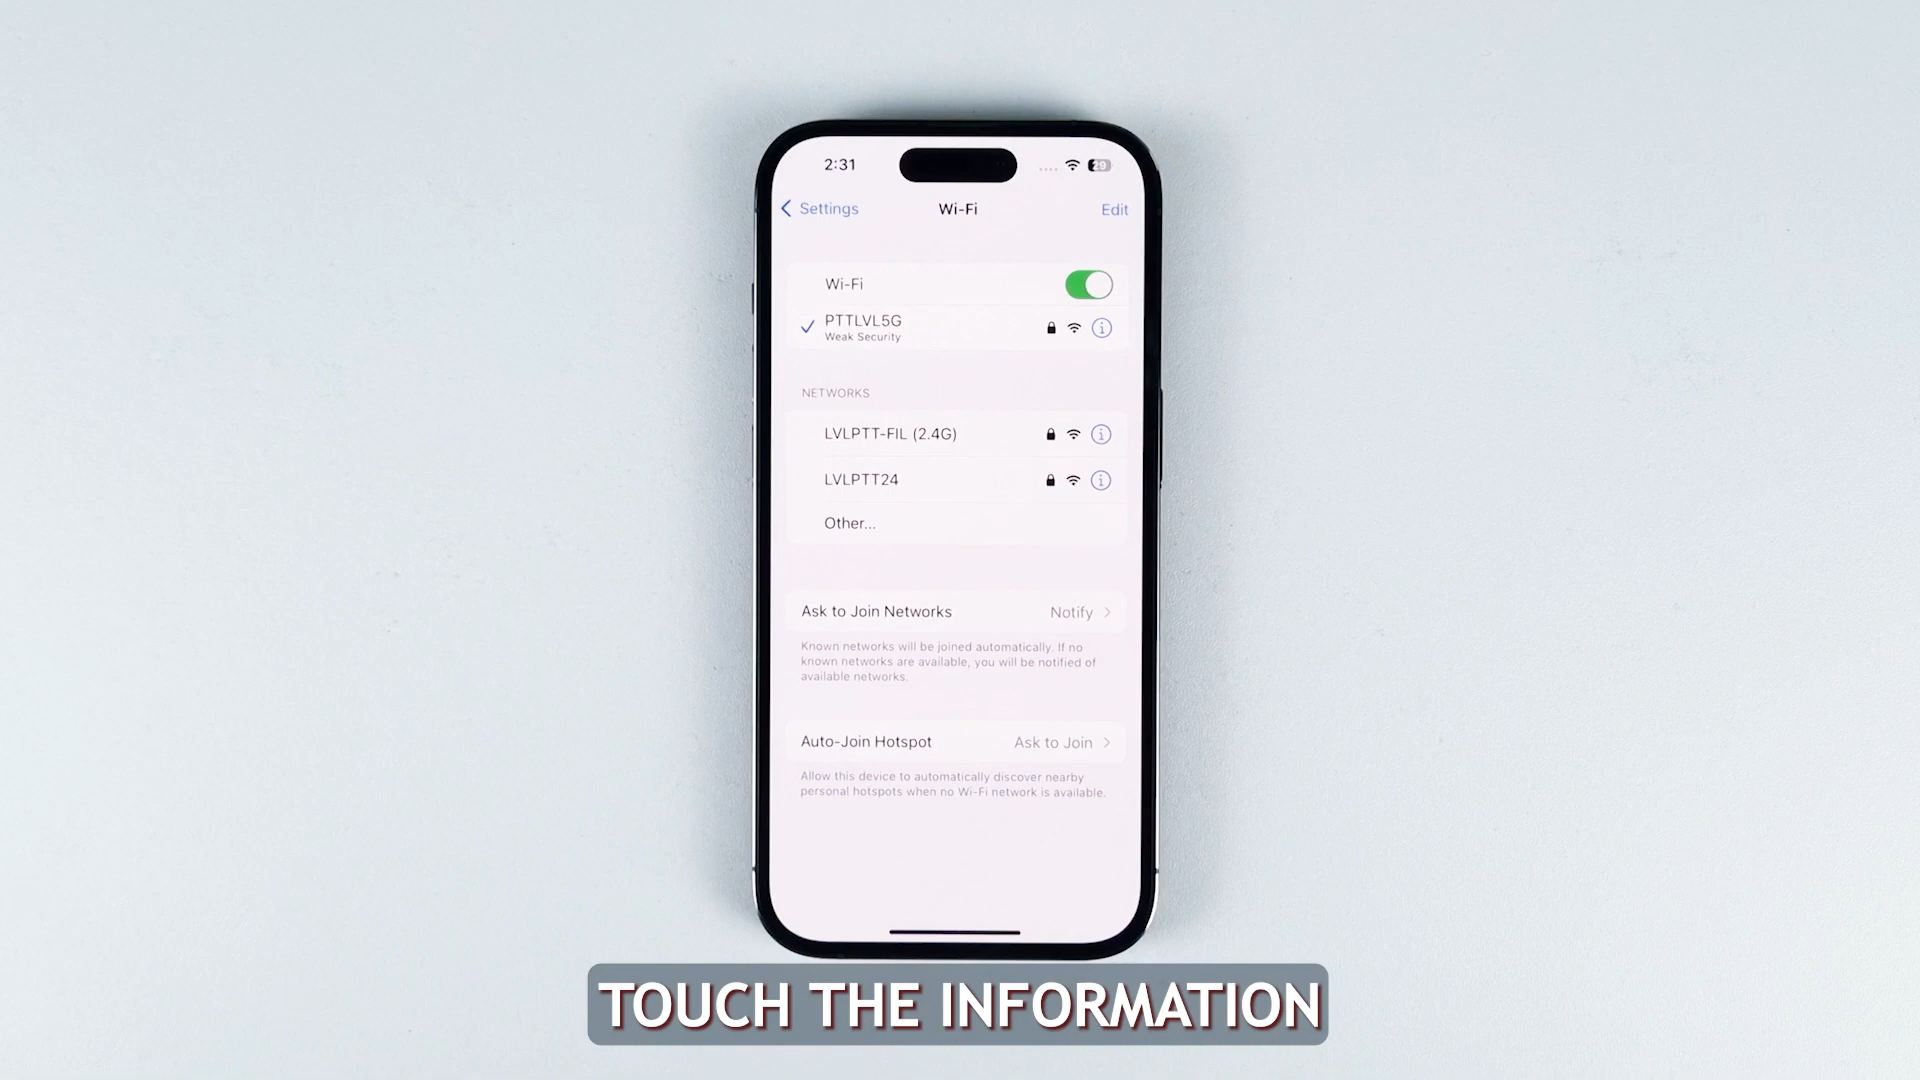 2:31
29
Settings
Wi-Fi
Edit
Wi-Fi
PTTLVL5G
Weak Security
NETWORKS
LVLPTT-FIL (2.4G)
LVLPTT24
Other...
Ask to Join Networks
Notify
Known networks will be joined automatically. If no
known networks are available, you will be notified of
available networks.
Auto-Join Hotspot
Ask to Join
Allow this device to automatically discover nearby
personal hotspots when no Wi-Fi network is available.
TOUCH THE INFORMATION